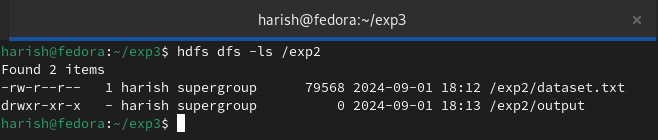 harish@fedora:~/exp3
harish@fedora:~/exp3$ hdfs dfs -ls /exp2
Found 2 items
-rw-r--r--   1 harish supergroup      79568 2024-09-01 18:12 /exp2/dataset.txt
drwxr-xr-x   - harish supergroup          0 2024-09-01 18:13 /exp2/output
harish@fedora:~/exp3$